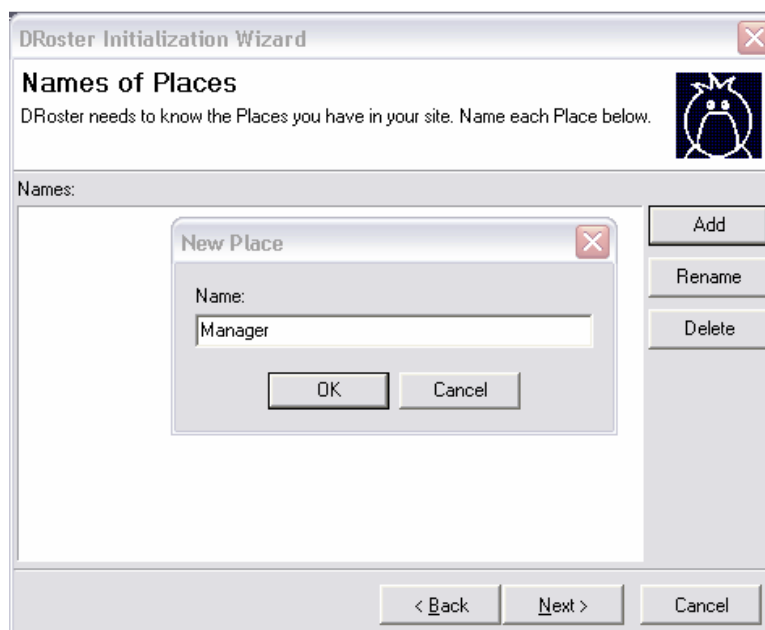 DRoster Initialization Wizard
Names of Places
DRoster needs to know the Places you have in your site. Name each Place below.
Names:
Add
New Place
Rename
Name:
Manager
Delete
OK Cancel
< Back Next > Cancel